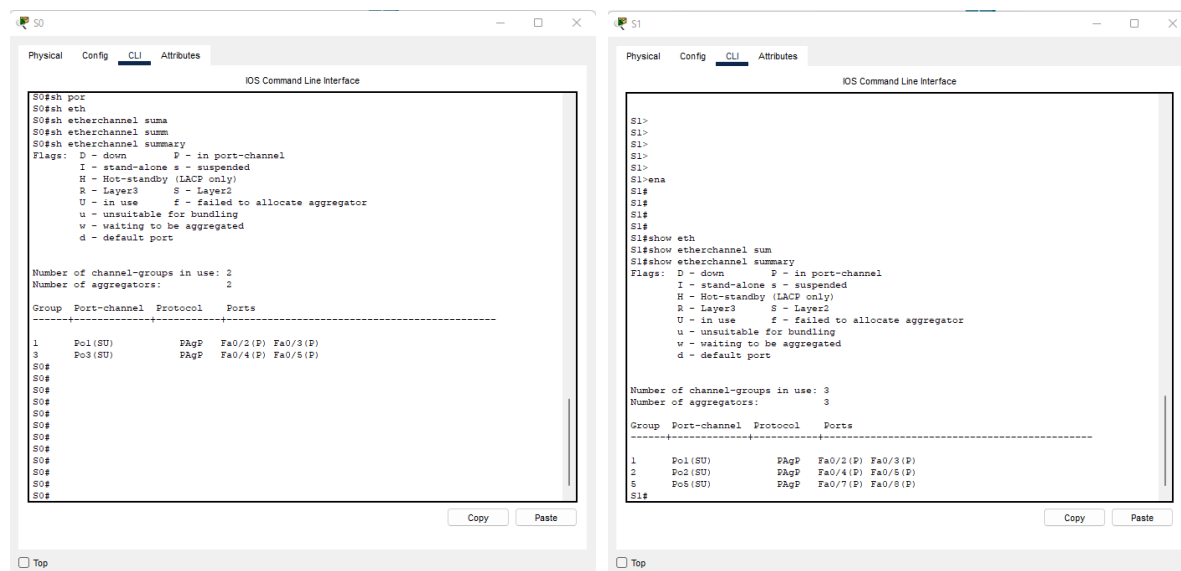 S0
Physical Config CLI Attributes
IOS Command Line Interface
S0#sh por
S0#sh eth
S0#sh etherchannel suma
S0#sh etherchannel summ
S0#sh etherchannel summary
Flags:  D - down        P - in port-channel
        I - stand-alone s - suspended
        H - Hot-standby (LACP only)
        R - Layer3      S - Layer2
        U - in use      f - failed to allocate aggregator
        u - unsuitable for bundling
        w - waiting to be aggregated
        d - default port
Number of channel-groups in use: 2
Number of aggregators:           2
Group  Port-channel  Protocol    Ports
------+-------------+-----------+----------------------------------------------
1      Po1(SU)           PAgP   Fa0/2(P) Fa0/3(P)
3      Po3(SU)           PAgP   Fa0/4(P) Fa0/5(P)
S0#
S0#
S0#
S0#
S0#
S0#
S0#
S0#
S0#
S0#
S0#
S0#
Copy Paste
Top
S1
Physical Config CLI Attributes
IOS Command Line Interface
S1>
S1>
S1>
S1>
S1>
S1>ena
S1#
S1#
S1#
S1#
S1#show eth
S1#show etherchannel sum
S1#show etherchannel summary
Flags:  D - down        P - in port-channel
        I - stand-alone s - suspended
        H - Hot-standby (LACP only)
        R - Layer3      S - Layer2
        U - in use      f - failed to allocate aggregator
        u - unsuitable for bundling
        w - waiting to be aggregated
        d - default port
Number of channel-groups in use: 3
Number of aggregators:           3
Group  Port-channel  Protocol    Ports
------+-------------+-----------+----------------------------------------------
1      Po1(SU)           PAgP   Fa0/2(P) Fa0/3(P)
2      Po2(SU)           PAgP   Fa0/4(P) Fa0/5(P)
5      Po5(SU)           PAgP   Fa0/7(P) Fa0/8(P)
S1#
Copy Paste
Top